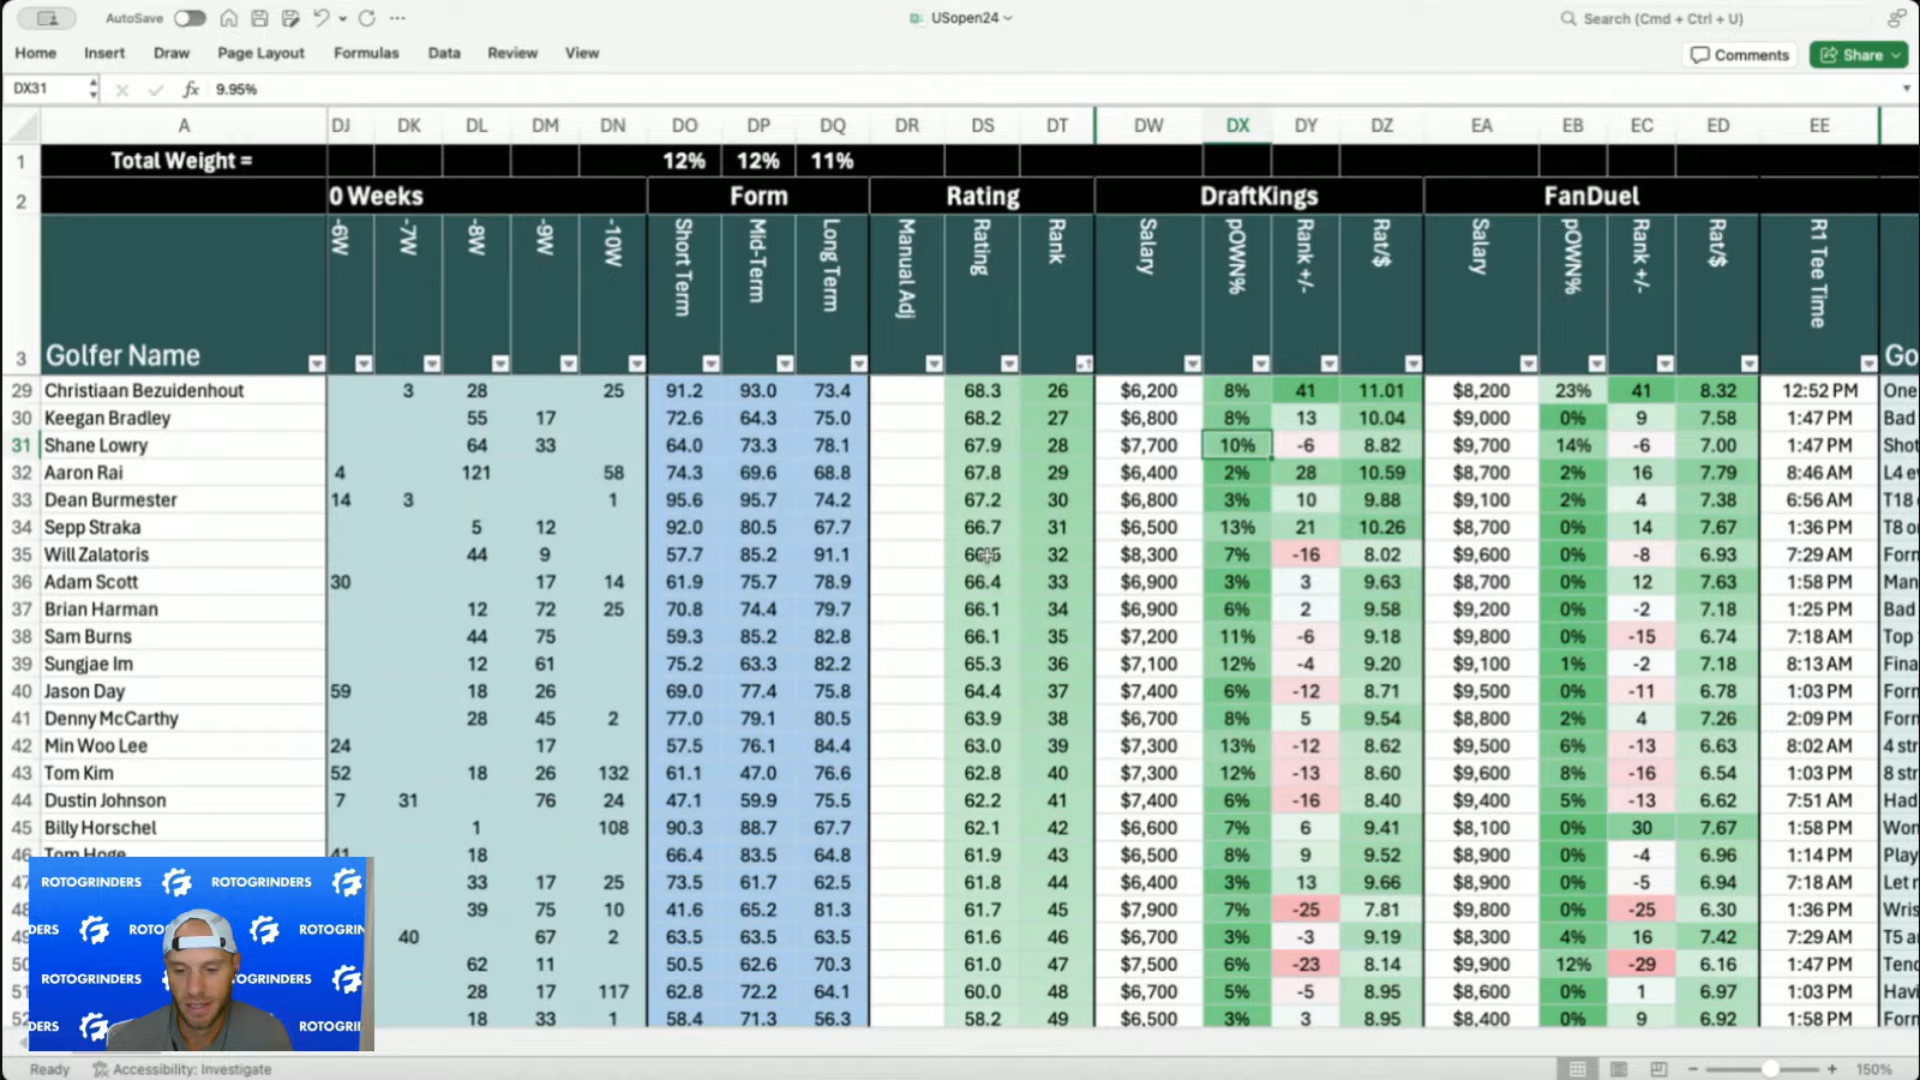 AutoSave USopen24 Search (Cmd + Ctrl + U)
Home Insert Draw Page Layout Formulas Data Review View Comments Share
DX31 fx 9.95%
A DJ DK DL DM DN DO DP DQ DR DS DT DW DX DY DZ EA EB EC ED EE
1 Total Weight = 12% 12% 11%
2 0 Weeks Form Rating DraftKings FanDuel
3 Golfer Name -6W -7W -8W -9W -10W Short Term Mid-Term Long Term Manual Adj Rating Rank Salary pOWN% Rank +/- Rat/$ Salary pOWN% Rank +/- Rat/$ R1 Tee Time Go
29 Christiaan Bezuidenhout 3 28 25 91.2 93.0 73.4 68.3 26 $6,200 8% 41 11.01 $8,200 23% 41 8.32 12:52 PM One
30 Keegan Bradley 55 17 72.6 64.3 75.0 68.2 27 $6,800 8% 13 10.04 $9,000 0% 9 7.58 1:47 PM Bad
31 Shane Lowry 64 33 64.0 73.3 78.1 67.9 28 $7,700 10% -6 8.82 $9,700 14% -6 7.00 1:47 PM Shot
32 Aaron Rai 4 121 58 74.3 69.6 68.8 67.8 29 $6,400 2% 28 10.59 $8,700 2% 16 7.79 8:46 AM L4 e
33 Dean Burmester 14 3 1 95.6 95.7 74.2 67.2 30 $6,800 3% 10 9.88 $9,100 2% 4 7.38 6:56 AM T18
34 Sepp Straka 5 12 92.0 80.5 67.7 66.7 31 $6,500 13% 21 10.26 $8,700 0% 14 7.67 1:36 PM T8 o
35 Will Zalatoris 44 9 57.7 85.2 91.1 32 $8,300 7% -16 8.02 $9,600 0% -8 6.93 7:29 AM Forn
36 Adam Scott 30 17 14 61.9 75.7 78.9 66.4 33 $6,900 3% 3 9.63 $8,700 0% 12 7.63 1:58 PM Man
37 Brian Harman 12 72 25 70.8 74.4 79.7 66.1 34 $6,900 6% 2 9.58 $9,200 0% -2 7.18 1:25 PM Bad
38 Sam Burns 44 75 59.3 85.2 82.8 66.1 35 $7,200 11% -6 9.18 $9,800 0% -15 6.74 7:18 AM Top
39 Sungjae Im 12 61 75.2 63.3 82.2 65.3 36 $7,100 12% -4 9.20 $9,100 1% -2 7.18 8:13 AM Fina
40 Jason Day 59 18 26 69.0 77.4 75.8 64.4 37 $7,400 6% -12 8.71 $9,500 0% -11 6.78 1:03 PM Forn
41 Denny McCarthy 28 45 2 77.0 79.1 80.5 63.9 38 $6,700 8% 5 9.54 $8,800 2% 4 7.26 2:09 PM Forn
42 Min Woo Lee 24 17 57.5 76.1 84.4 63.0 39 $7,300 13% -12 8.62 $9,500 6% -13 6.63 8:02 AM 4 str
43 Tom Kim 52 18 26 132 61.1 47.0 76.6 62.8 40 $7,300 12% -13 8.60 $9,600 8% -16 6.54 1:03 PM 8 str
44 Dustin Johnson 7 31 76 24 47.1 59.9 75.5 62.2 41 $7,400 6% -16 8.40 $9,400 5% -13 6.62 7:51 AM Had
45 Billy Horschel 1 108 90.3 88.7 67.7 62.1 42 $6,600 7% 6 9.41 $8,100 0% 30 7.67 1:58 PM Won
46 Tom Hoge 41 18 66.4 83.5 64.8 61.9 43 $6,500 8% 9 9.52 $8,900 0% -4 6.96 1:14 PM Play
47 33 17 25 73.5 61.7 62.5 61.8 44 $6,400 3% 13 9.66 $8,900 0% -5 6.94 7:18 AM Let r
48 39 75 10 41.6 65.2 81.3 61.7 45 $7,900 7% -25 7.81 $9,800 0% -25 6.30 1:36 PM Wris
49 40 67 2 63.5 63.5 63.5 61.6 46 $6,700 3% -3 9.19 $8,300 4% 16 7.42 7:29 AM T5 a
50 62 11 50.5 62.6 70.3 61.0 47 $7,500 6% -23 8.14 $9,900 12% -29 6.16 1:47 PM Tend
51 28 17 117 62.8 72.2 64.1 60.0 48 $6,700 5% -5 8.95 $8,600 0% 1 6.97 1:03 PM Havi
52 18 33 1 58.4 71.3 56.3 58.2 49 $6,500 3% 3 8.95 $8,400 0% 9 6.92 1:58 PM Forn
ROTOGRINDERS ROTOGRINDERS
DERS ROTO ROTOGRIN
ROTOGRINDERS OGRINDERS
DERS ROTOGRIN
Ready Accessibility: Investigate 150%